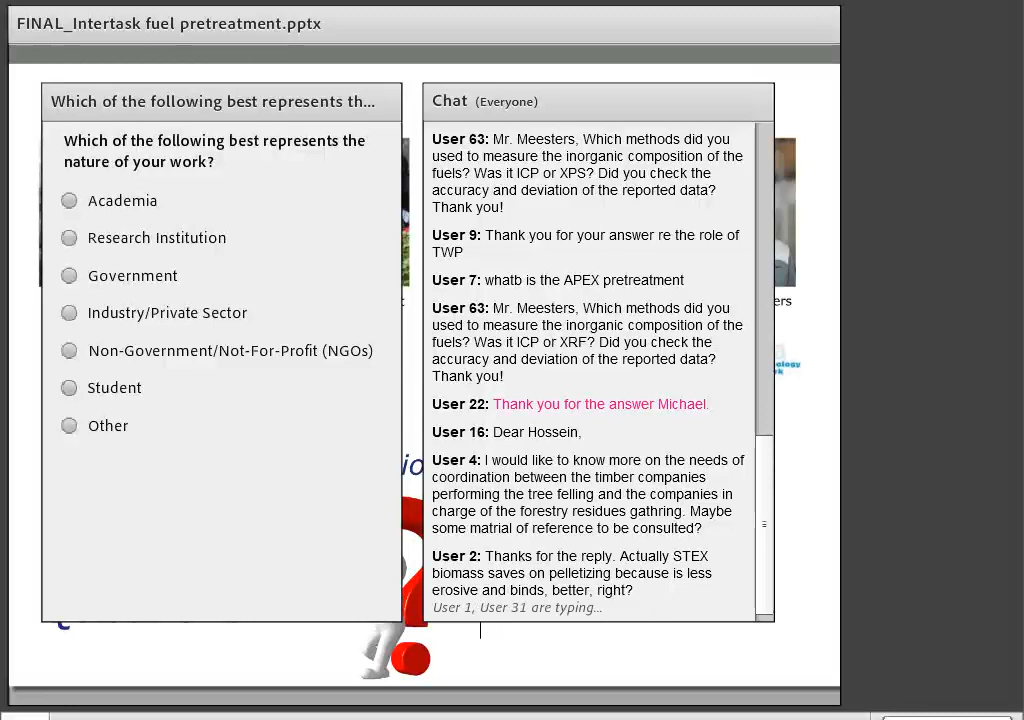 FINAL_Intertask fuel pretreatment.pptx
Which of the following best represents th...
Which of the following best represents the
nature of your work?
Academia
Research Institution
Government
Industry/Private Sector
Non-Government/Not-For-Profit (NGOs)
Student
Other
Chat (Everyone)
User 63: Mr. Meesters, Which methods did you
used to measure the inorganic composition of the
fuels? Was it ICP or XPS? Did you check the
accuracy and deviation of the reported data?
Thank you!
User 9: Thank you for your answer re the role of
TWP
User 7: whatb is the APEX pretreatment
User 63: Mr. Meesters, Which methods did you
used to measure the inorganic composition of the
fuels? Was it ICP or XRF? Did you check the
accuracy and deviation of the reported data?
Thank you!
User 22: Thank you for the answer Michael.
User 16: Dear Hossein,
User 4: I would like to know more on the needs of
coordination between the timber companies
performing the tree felling and the companies in
charge of the forestry residues gathring. Maybe
some matrial of reference to be consulted?
User 2: Thanks for the reply. Actually STEX
biomass saves on pelletizing because is less
erosive and binds, better, right?
User 1, User 31 are typing...
ers
io